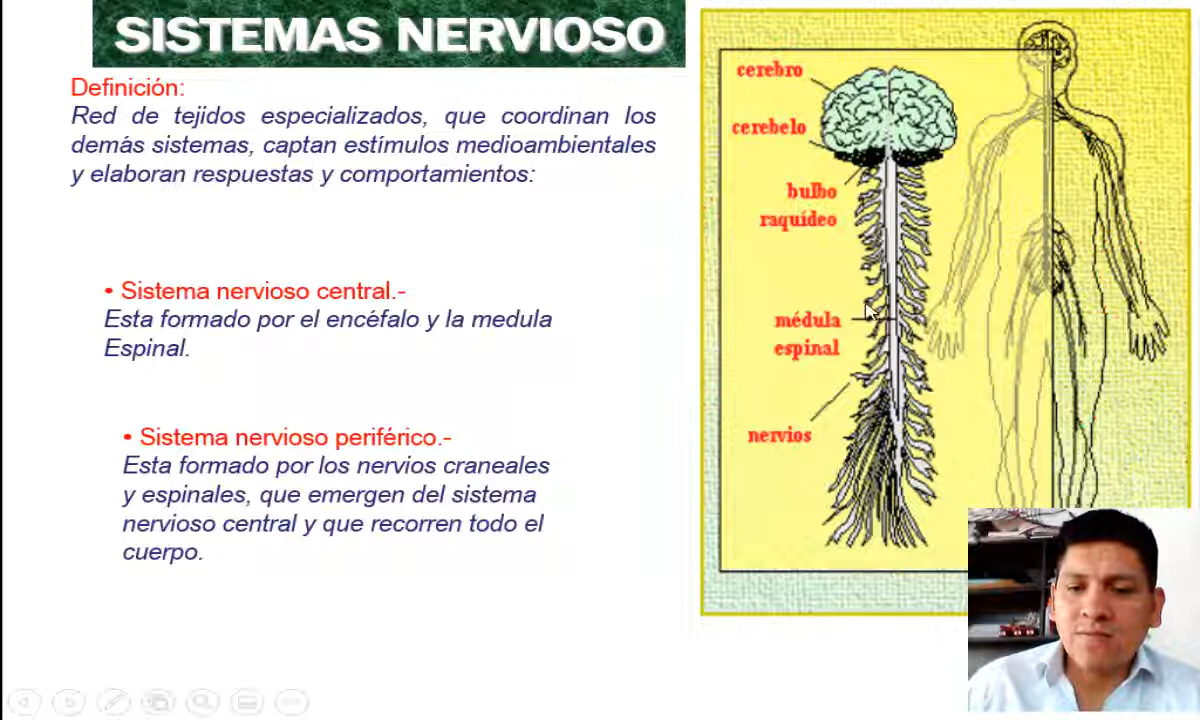 SISTEMAS NERVIOSO
Definición:
Red de tejidos especializados, que coordinan los
demás sistemas, captan estímulos medioambientales
y elaboran respuestas y comportamientos:
• Sistema nervioso central.-
Esta formado por el encéfalo y la medula
Espinal.
• Sistema nervioso periférico.-
Esta formado por los nervios craneales
y espinales, que emergen del sistema
nervioso central y que recorren todo el
cuerpo.
cerebro
cerebelo
bulbo
raquídeo
médula
espinal
nervios